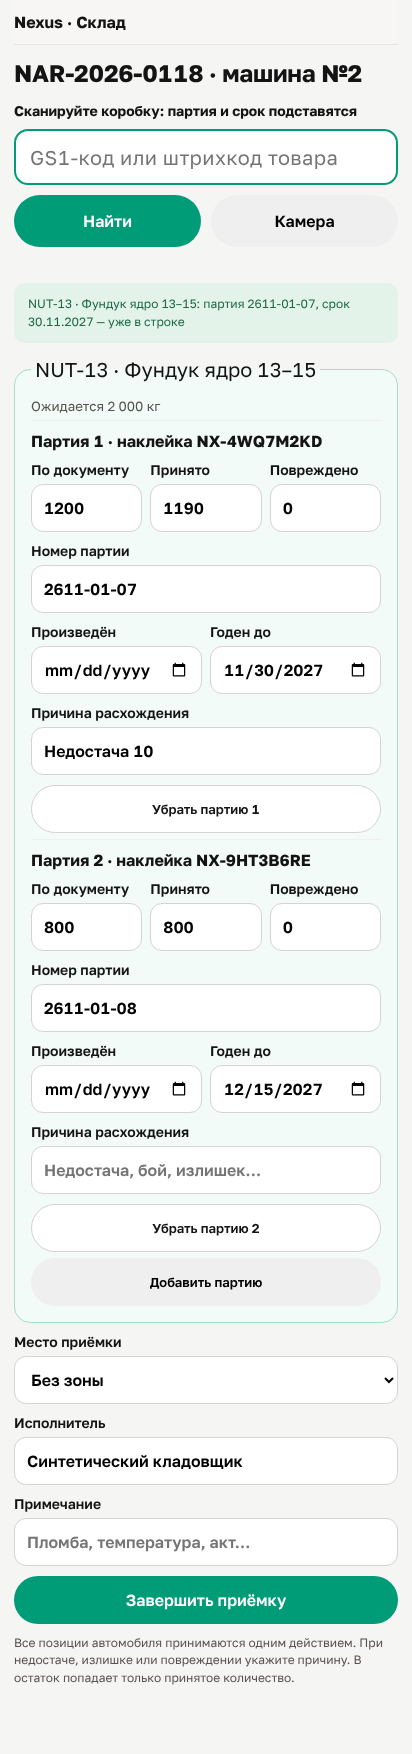 Nexus · Склад
NAR-2026-0118 · машина №2
Сканируйте коробку: партия и срок подставятся
GS1-код или штрихкод товара
Найти
Камера
NUT-13 · Фундук ядро 13–15: партия 2611-01-07, срок
30.11.2027 — уже в строке
NUT-13 · Фундук ядро 13–15
Ожидается 2 000 кг
Партия 1 · наклейка NX-4WQ7M2KD
По документу
Принято
Повреждено
1200
1190
0
Номер партии
2611-01-07
Произведён
Годен до
mm/dd/yyyy
11/30/2027
Причина расхождения
Недостача 10
Убрать партию 1
Партия 2 · наклейка NX-9HT3B6RE
По документу
Принято
Повреждено
800
800
0
Номер партии
2611-01-08
Произведён
Годен до
mm/dd/yyyy
12/15/2027
Причина расхождения
Недостача, бой, излишек…
Убрать партию 2
Добавить партию
Место приёмки
Без зоны
Исполнитель
Синтетический кладовщик
Примечание
Пломба, температура, акт…
Завершить приёмку
Все позиции автомобиля принимаются одним действием. При
недостаче, излишке или повреждении укажите причину. В
остаток попадает только принятое количество.